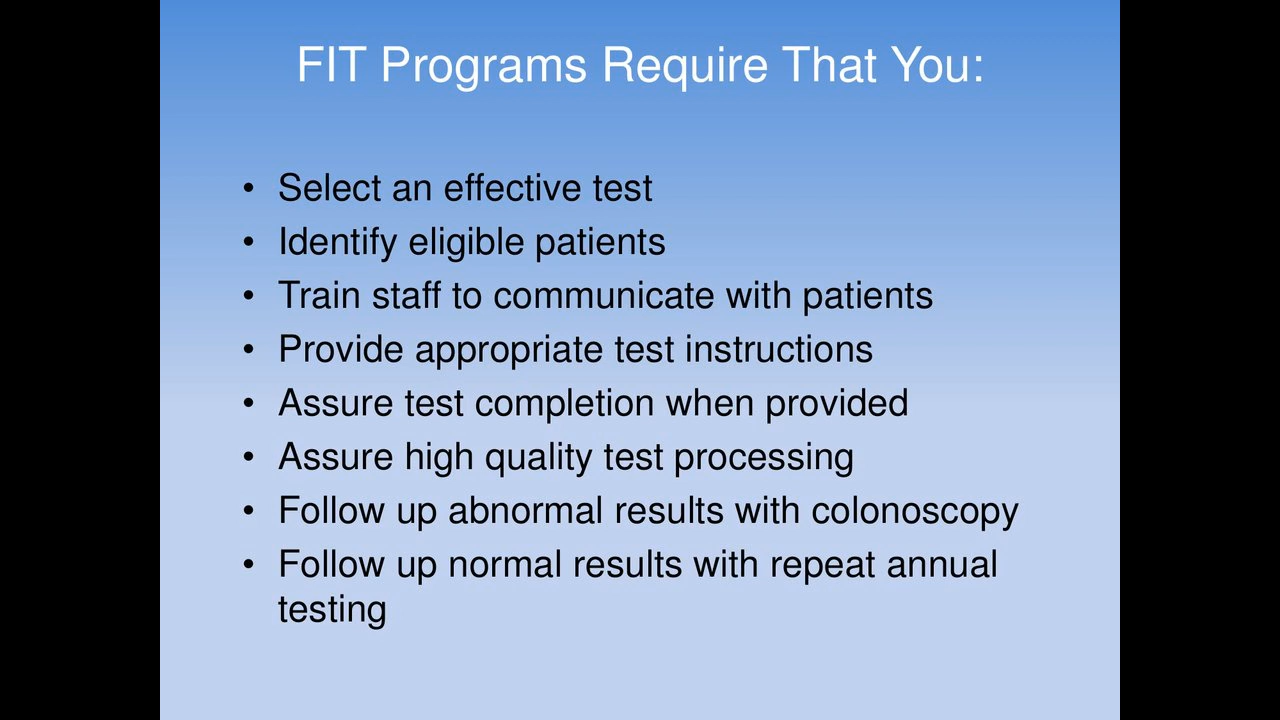 FIT Programs Require That You:
• Select an effective test
• Identify eligible patients
• Train staff to communicate with patients
• Provide appropriate test instructions
• Assure test completion when provided
• Assure high quality test processing
• Follow up abnormal results with colonoscopy
• Follow up normal results with repeat annual
testing